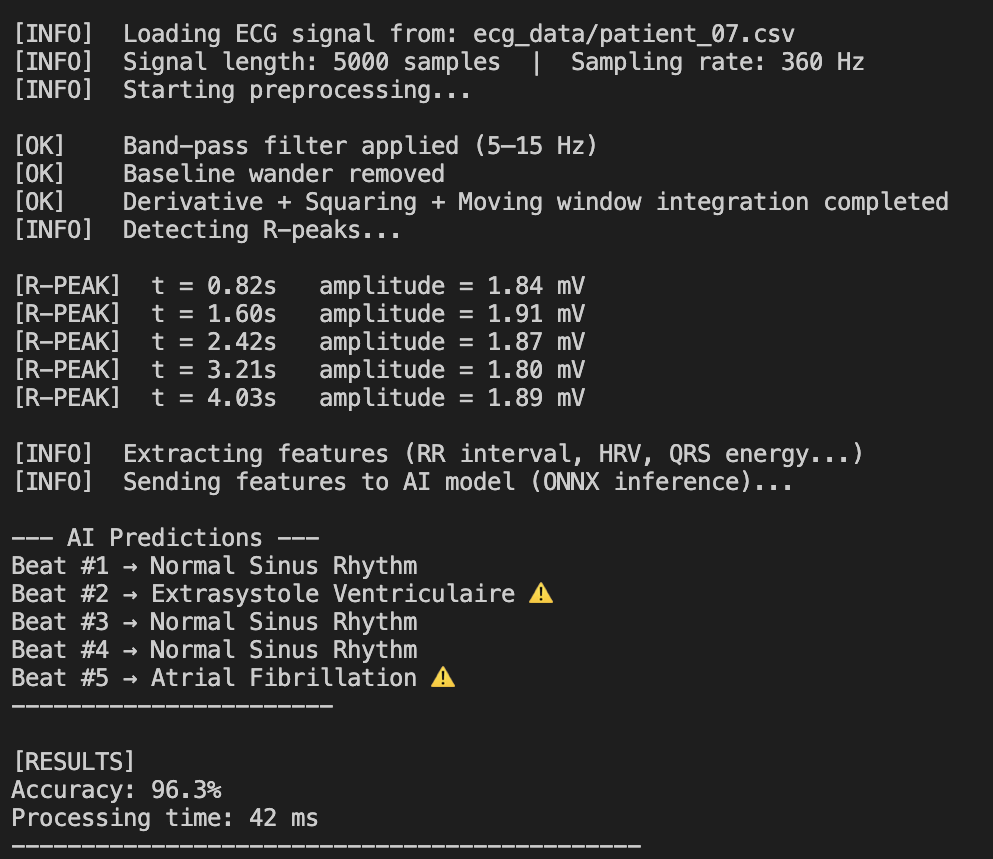 [INFO]  Loading ECG signal from: ecg_data/patient_07.csv
[INFO]  Signal length: 5000 samples  |  Sampling rate: 360 Hz
[INFO]  Starting preprocessing...
[OK]    Band-pass filter applied (5–15 Hz)
[OK]    Baseline wander removed
[OK]    Derivative + Squaring + Moving window integration completed
[INFO]  Detecting R-peaks...
[R-PEAK]  t = 0.82s   amplitude = 1.84 mV
[R-PEAK]  t = 1.60s   amplitude = 1.91 mV
[R-PEAK]  t = 2.42s   amplitude = 1.87 mV
[R-PEAK]  t = 3.21s   amplitude = 1.80 mV
[R-PEAK]  t = 4.03s   amplitude = 1.89 mV
[INFO]  Extracting features (RR interval, HRV, QRS energy...)
[INFO]  Sending features to AI model (ONNX inference)...
--- AI Predictions ---
Beat #1 → Normal Sinus Rhythm
Beat #2 → Extrasystole Ventriculaire ⚠️
Beat #3 → Normal Sinus Rhythm
Beat #4 → Normal Sinus Rhythm
Beat #5 → Atrial Fibrillation ⚠️
-----------------------
[RESULTS]
Accuracy: 96.3%
Processing time: 42 ms
---------------------------------------------